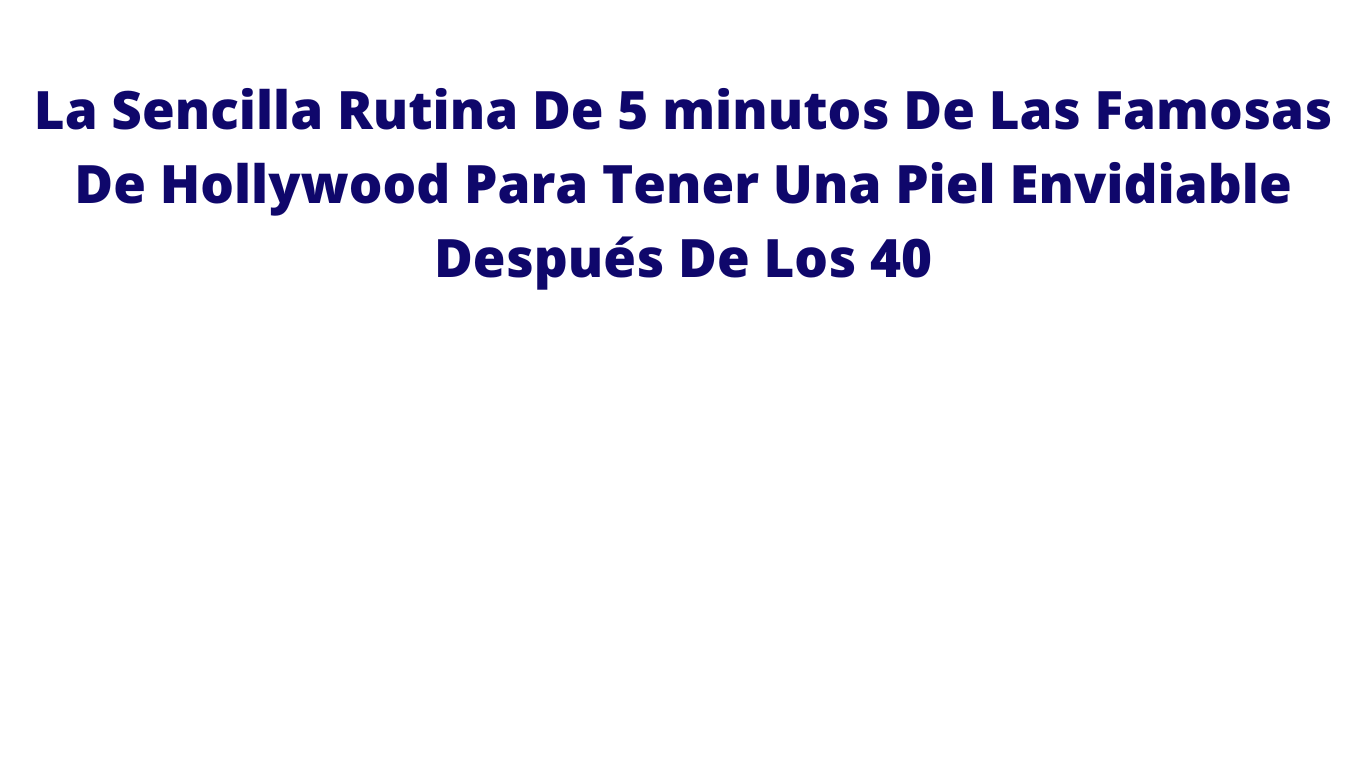 La Sencilla Rutina De 5 minutos De Las Famosas
De Hollywood Para Tener Una Piel Envidiable
Después De Los 40